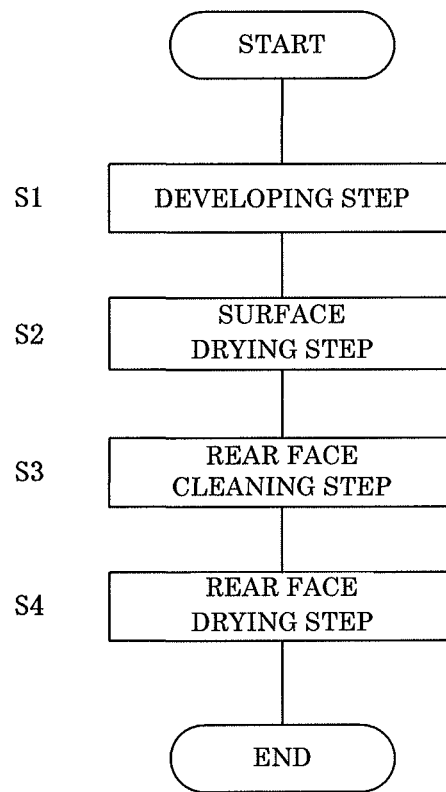 START
S1 DEVELOPING STEP
S2 SURFACE
DRYING STEP
S3 REAR FACE
CLEANING STEP
S4 REAR FACE
DRYING STEP
END